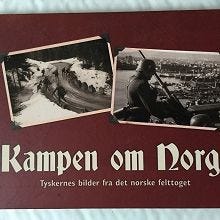 Kampen om Norg
Tyskernes bilder fra det norske felttoget